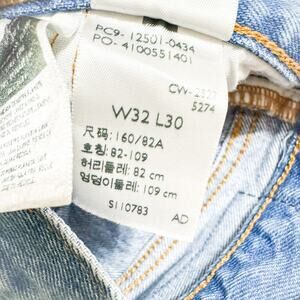 PC9-12501-0434
PO-4100551401
CW-
5274
W32 L30
尺码: 160/82A
호칭: 82-109
허리둘레: 82 cm
엉덩이둘레: 109 cm
S110783 AD